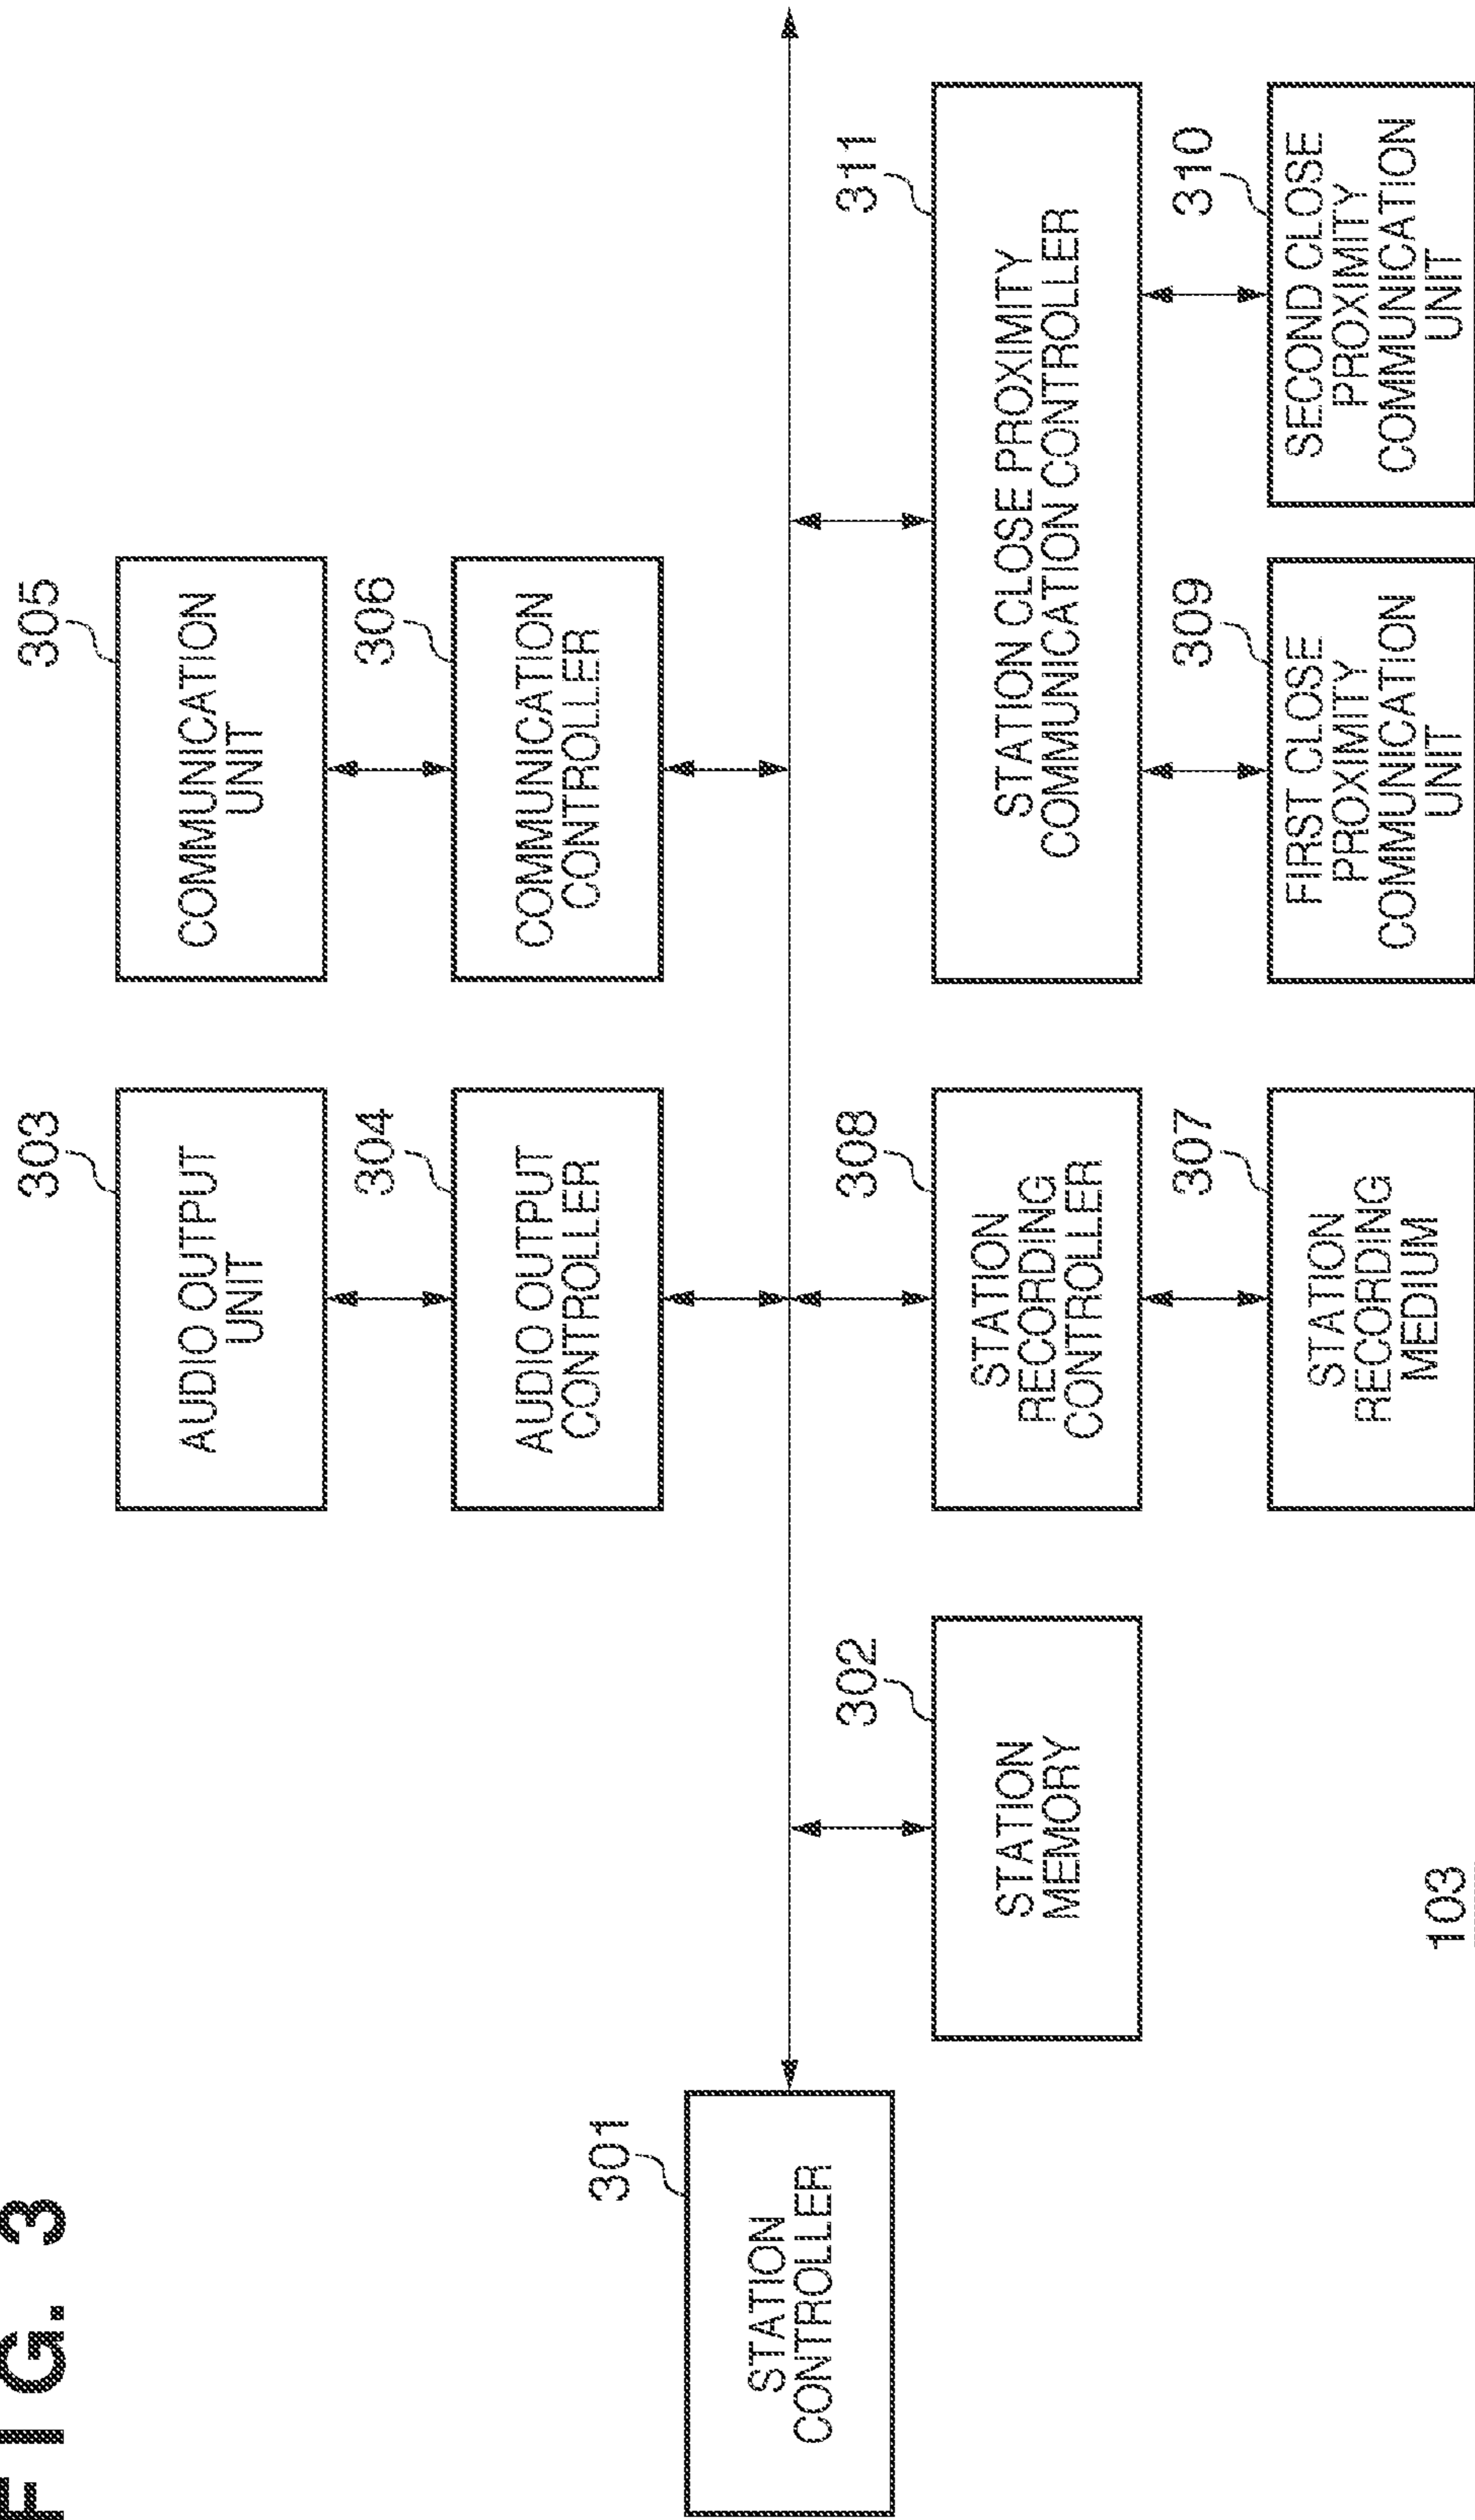 FIG. 3
303
AUDIO OUTPUT
UNIT
305
COMMUNICATION
UNIT
304
AUDIO OUTPUT
CONTROLLER
306
COMMUNICATION
CONTROLLER
301
STATION
CONTROLLER
302
STATION
MEMORY
308
STATION
RECORDING
CONTROLLER
311
STATION CLOSE PROXIMITY
COMMUNICATION CONTROLLER
307
STATION
RECORDING
MEDIUM
309
FIRST CLOSE
PROXIMITY
COMMUNICATION
UNIT
310
SECOND CLOSE
PROXIMITY
COMMUNICATION
UNIT
103